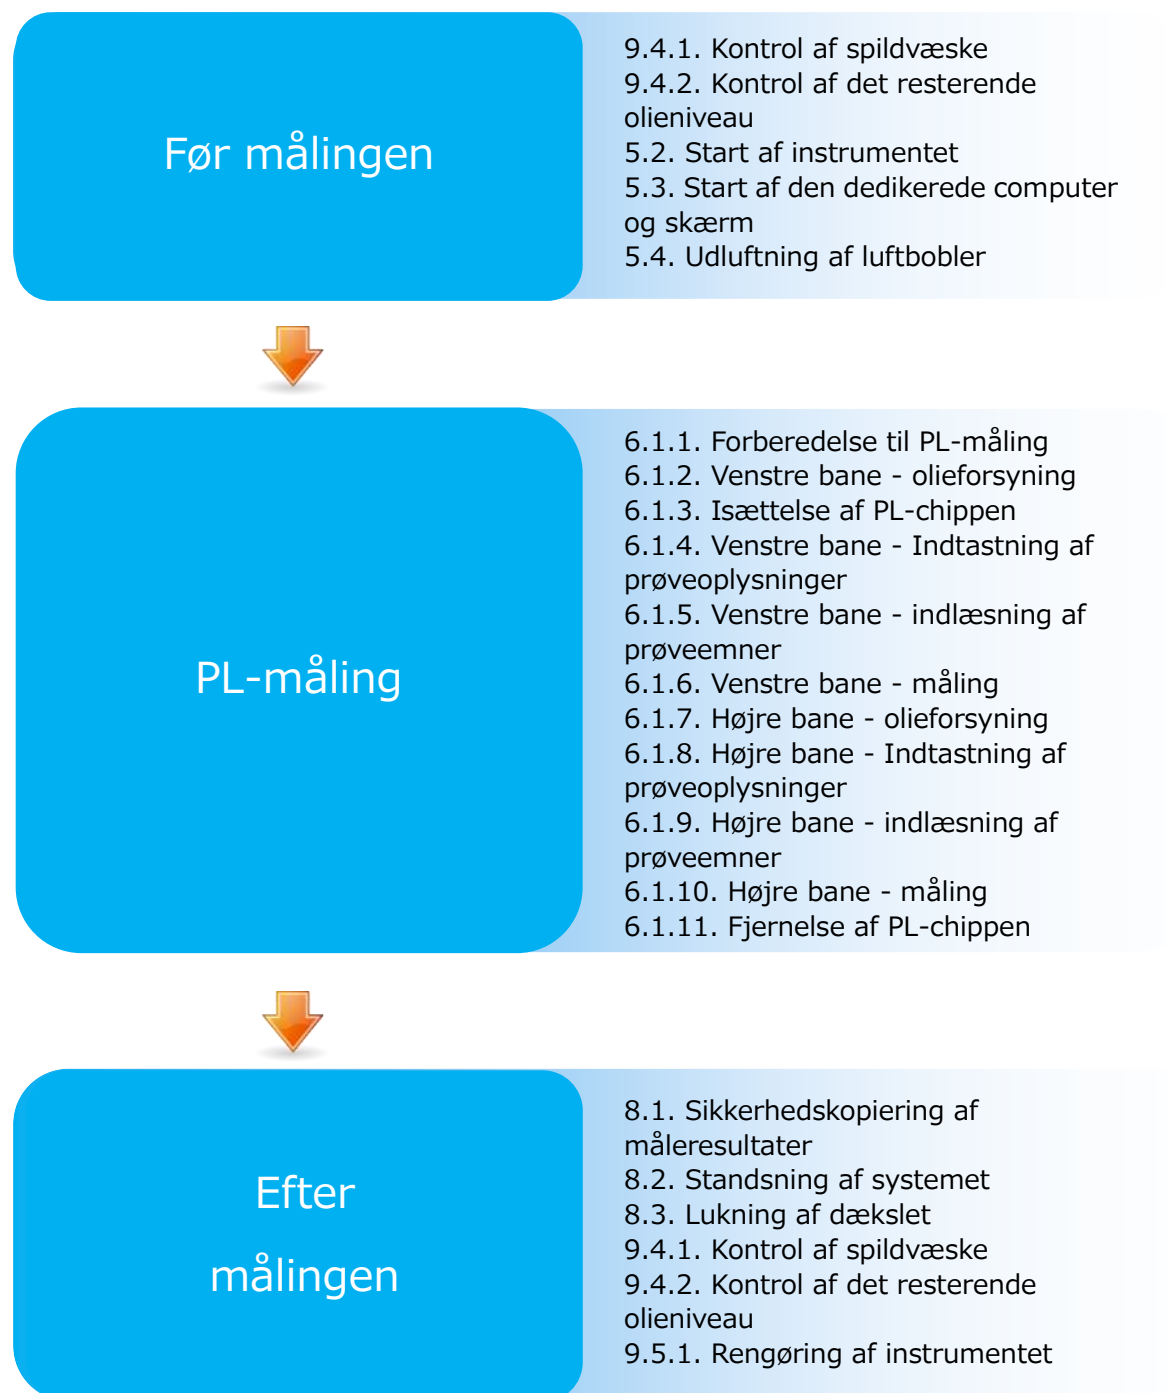 Før målingen
9.4.1. Kontrol af spildvæske
9.4.2. Kontrol af det resterende
olieniveau
5.2. Start af instrumentet
5.3. Start af den dedikerede computer
og skærm
5.4. Udluftning af luftbobler
PL-måling
6.1.1. Forberedelse til PL-måling
6.1.2. Venstre bane - olieforsyning
6.1.3. Isættelse af PL-chippen
6.1.4. Venstre bane - Indtastning af
prøveoplysninger
6.1.5. Venstre bane - indlæsning af
prøveemner
6.1.6. Venstre bane - måling
6.1.7. Højre bane - olieforsyning
6.1.8. Højre bane - Indtastning af
prøveoplysninger
6.1.9. Højre bane - indlæsning af
prøveemner
6.1.10. Højre bane - måling
6.1.11. Fjernelse af PL-chippen
Efter
målingen
8.1. Sikkerhedskopiering af
måleresultater
8.2. Standsning af systemet
8.3. Lukning af dækslet
9.4.1. Kontrol af spildvæske
9.4.2. Kontrol af det resterende
olieniveau
9.5.1. Rengøring af instrumentet